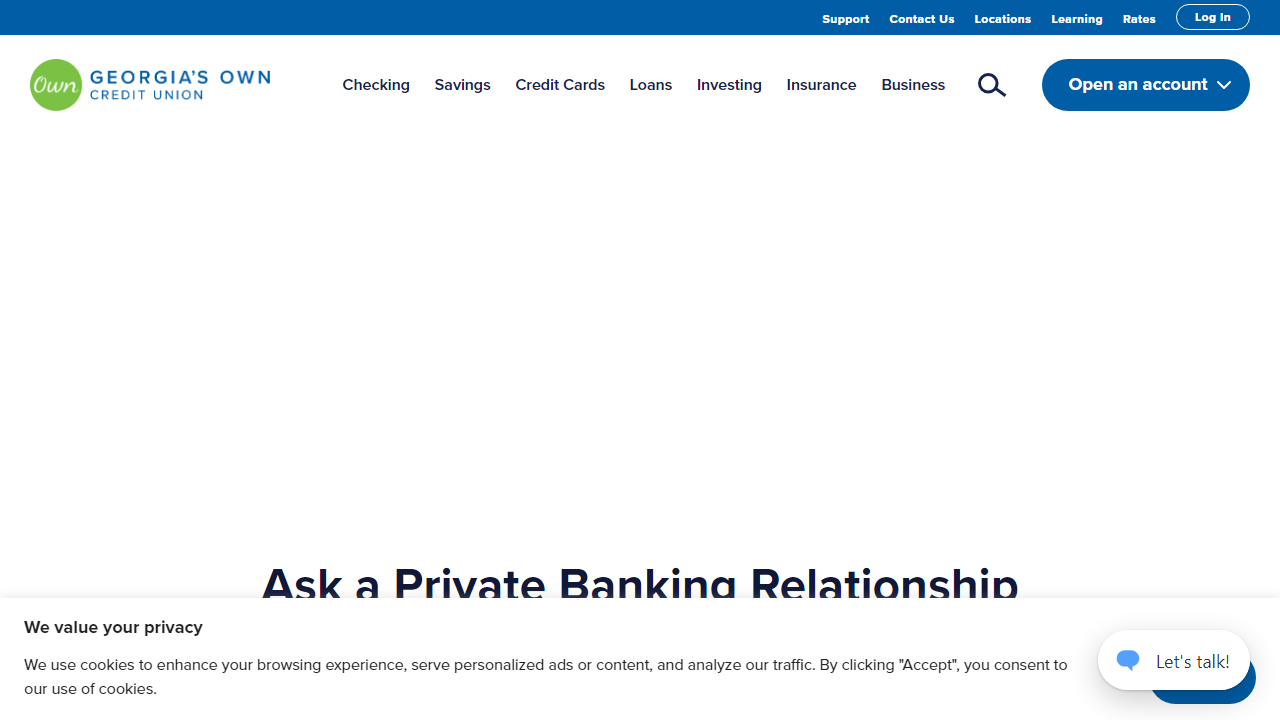 Support Contact Us Locations Learning Rates Log In
Own GEORGIA'S OWN
CREDIT UNION
Checking Savings Credit Cards Loans Investing Insurance Business Open an account
Ask a Private Banking Relationship
We value your privacy
We use cookies to enhance your browsing experience, serve personalized ads or content, and analyze our traffic. By clicking "Accept", you consent to
our use of cookies.
Let's talk!